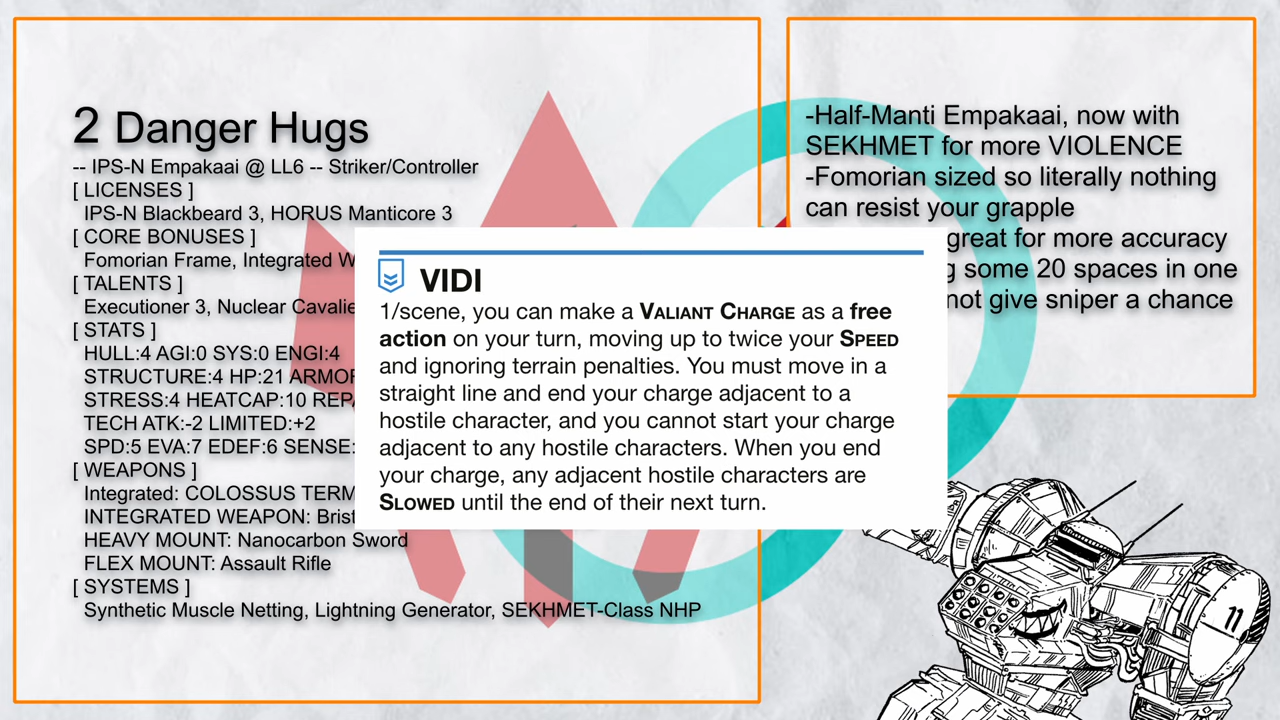 2 Danger Hugs
-- IPS-N Empakaai @ LL6 -- Striker/Controller
[ LICENSES ]
IPS-N Blackbeard 3, HORUS Manticore 3
[ CORE BONUSES ]
Fomorian Frame, Integrated
[ TALENTS ]
Executioner 3, Nuclear
[ STATS ]
HULL:4 AGI:0 SYS:0 ENGI:4
STRUCTURE:4 HP:21
STRESS:4 HEATCAP:10
TECH ATK:-2 LIMITED:+2
SPD:5 EVA:7 EDEF:6 SENSE:
[ WEAPONS ]
Integrated: COLOSSUS
INTEGRATED WEAPON:
HEAVY MOUNT: Nanocarbon Sword
FLEX MOUNT: Assault Rifle
[ SYSTEMS ]
Synthetic Muscle Netting, Lightning Generator, SEKHMET-Class NHP
VIDI
1/scene, you can make a VALIANT CHARGE as a free
action on your turn, moving up to twice your SPEED
and ignoring terrain penalties. You must move in a
straight line and end your charge adjacent to a
hostile character, and you cannot start your charge
adjacent to any hostile characters. When you end
your charge, any adjacent hostile characters are
SLOWED until the end of their next turn.
-Half-Manti Empakaai, now with
SEKHMET for more VIOLENCE
-Fomorian sized so literally nothing
can resist your grapple
great for more accuracy
some 20 spaces in one
not give sniper a chance
11